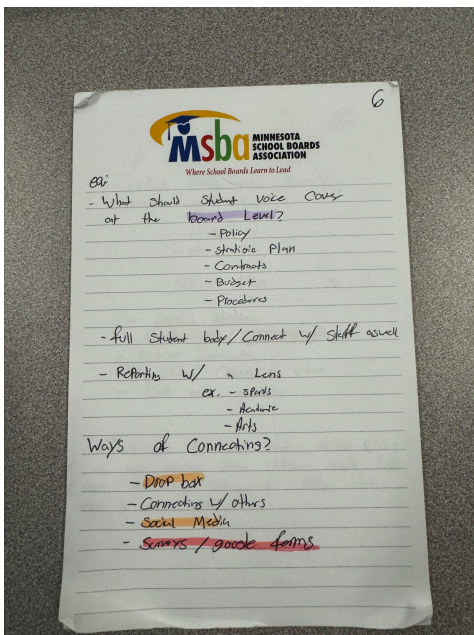 6
msba MINNESOTA
SCHOOL BOARDS
ASSOCIATION
Where School Boards Learn to Lead
- What should student voice cover
at the board Level?
- Policy
- Strategic Plan
- Contracts
- Budget
- Procedures
- full student body/Connect w/ staff aswell
- Reporting w/ a Lens
ex. - sports
- Academic
- Arts
Ways of Connecting?
- Drop box
- Connecting w/ others
- Social Media
- Surveys / google forms